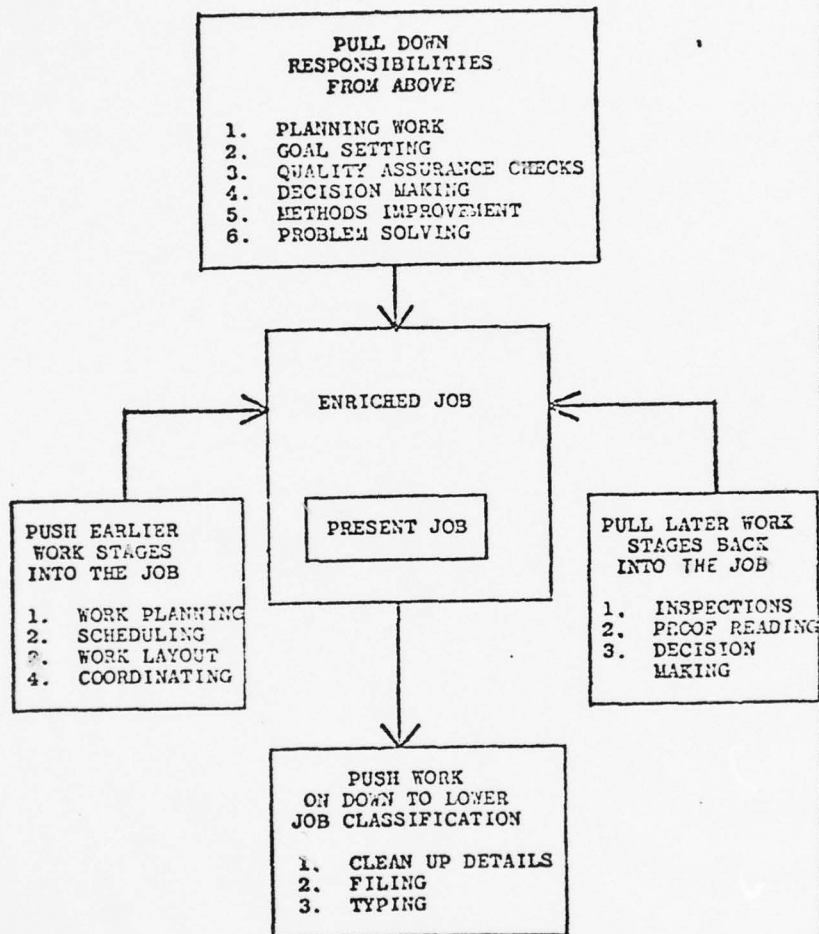 PULL DOWN
RESPONSIBILITIES
FROM ABOVE
1. PLANNING WORK
2. GOAL SETTING
3. QUALITY ASSURANCE CHECKS
4. DECISION MAKING
5. METHODS IMPROVEMENT
6. PROBLEM SOLVING
ENRICHED JOB
PRESENT JOB
PUSH EARLIER
WORK STAGES
INTO THE JOB
1. WORK PLANNING
2. SCHEDULING
3. WORK LAYOUT
4. COORDINATING
PULL LATER WORK
STAGES BACK
INTO THE JOB
1. INSPECTIONS
2. PROOF READING
3. DECISION
MAKING
PUSH WORK
ON DOWN TO LOWER
JOB CLASSIFICATION
1. CLEAN UP DETAILS
2. FILING
3. TYPING